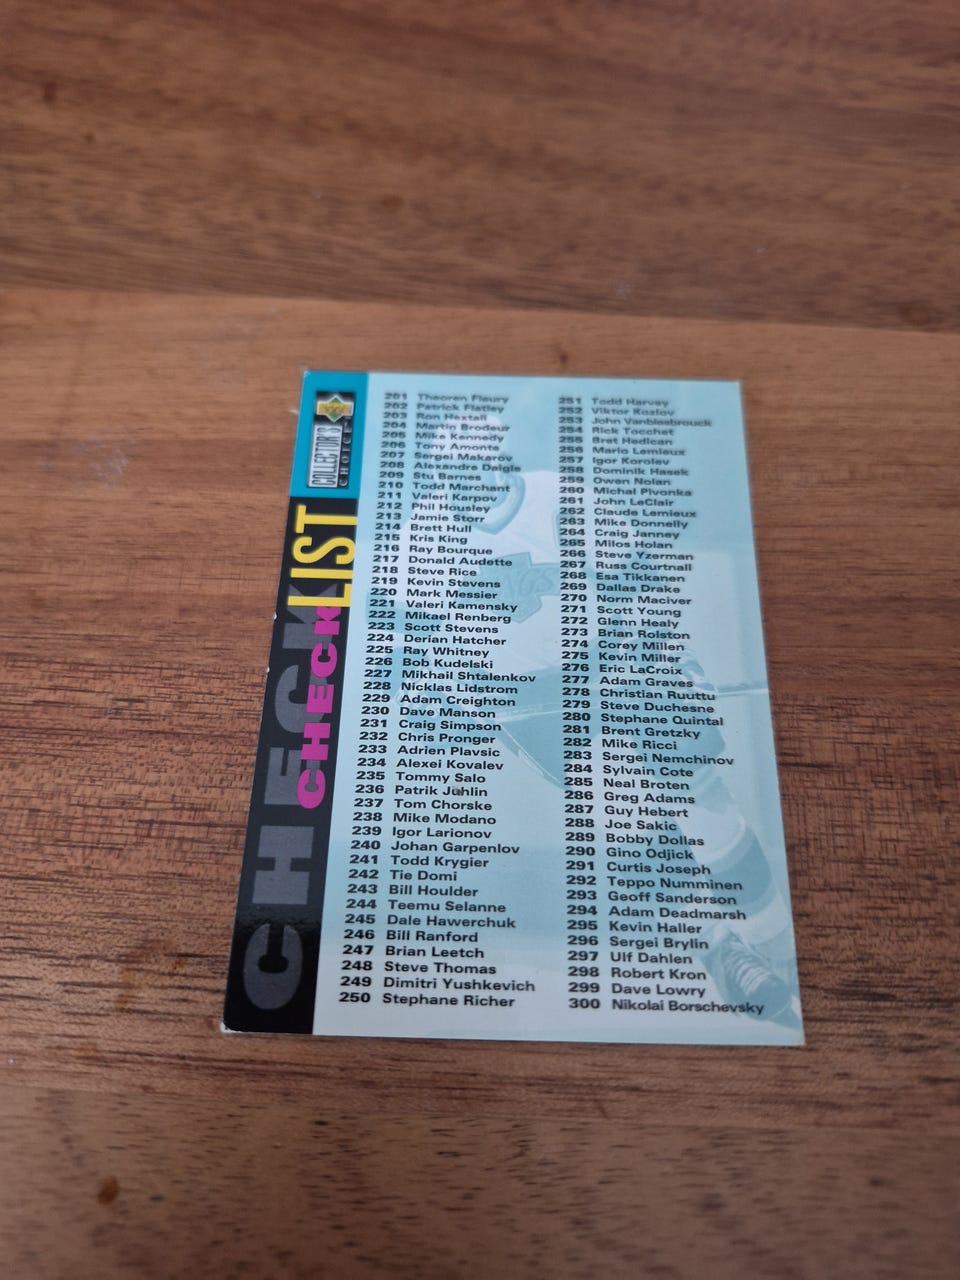 COLLECTOR'S
CHOICE
CHECKLIST
CHECK
201 Theoren Fleury
202 Patrick Flatley
203 Ron Hextall
204 Martin Brodeur
205 Mike Kennedy
206 Tony Amonte
207 Sergei Makarov
208 Alexandre Daigle
209 Stu Barnes
210 Todd Marchant
211 Valeri Karpov
212 Phil Housley
213 Jamie Storr
214 Brett Hull
215 Kris King
216 Ray Bourque
217 Donald Audette
218 Steve Rice
219 Kevin Stevens
220 Mark Messier
221 Valeri Kamensky
222 Mikael Renberg
223 Scott Stevens
224 Derian Hatcher
225 Ray Whitney
226 Bob Kudelski
227 Mikhail Shtalenkov
228 Nicklas Lidstrom
229 Adam Creighton
230 Dave Manson
231 Craig Simpson
232 Chris Pronger
233 Adrien Plavsic
234 Alexei Kovalev
235 Tommy Salo
236 Patrik Juhlin
237 Tom Chorske
238 Mike Modano
239 Igor Larionov
240 Johan Garpenlov
241 Todd Krygier
242 Tie Domi
243 Bill Houlder
244 Teemu Selanne
245 Dale Hawerchuk
246 Bill Ranford
247 Brian Leetch
248 Steve Thomas
249 Dimitri Yushkevich
250 Stephane Richer
251 Todd Harvey
252 Viktor Kozlov
253 John Vanbiesbrouck
254 Rick Tocchet
255 Bret Hedican
256 Mario Lemieux
257 Igor Korolev
258 Dominik Hasek
259 Owen Nolan
260 Michal Pivonka
261 John LeClair
262 Claude Lemieux
263 Mike Donnelly
264 Craig Janney
265 Milos Holan
266 Steve Yzerman
267 Russ Courtnall
268 Esa Tikkanen
269 Dallas Drake
270 Norm Maciver
271 Scott Young
272 Glenn Healy
273 Brian Rolston
274 Corey Millen
275 Kevin Miller
276 Eric LaCroix
277 Adam Graves
278 Christian Ruuttu
279 Steve Duchesne
280 Stephane Quintal
281 Brent Gretzky
282 Mike Ricci
283 Sergei Nemchinov
284 Sylvain Cote
285 Neal Broten
286 Greg Adams
287 Guy Hebert
288 Joe Sakic
289 Bobby Dollas
290 Gino Odjick
291 Curtis Joseph
292 Teppo Numminen
293 Geoff Sanderson
294 Adam Deadmarsh
295 Kevin Haller
296 Sergei Brylin
297 Ulf Dahlen
298 Robert Kron
299 Dave Lowry
300 Nikolai Borschevsky